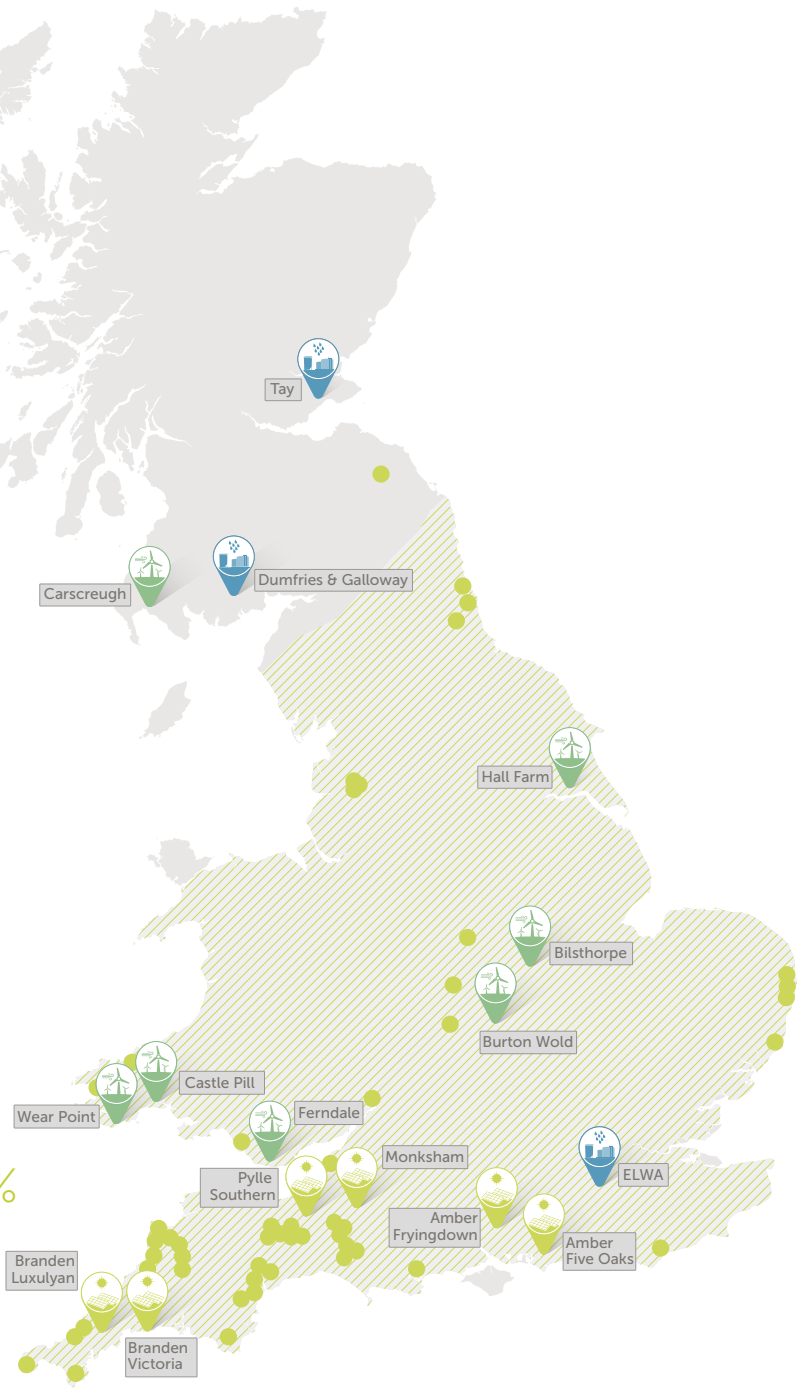 Tay
Dumfries & Galloway
Carscreugh
Hall Farm
Bilsthorpe
Burton Wold
Castle Pill
Wear Point
Ferndale
Monksham
Pylle
Southern
ELWA
Amber
Fryingdown
Amber
Five Oaks
Branden
Luxulyan
Branden
Victoria